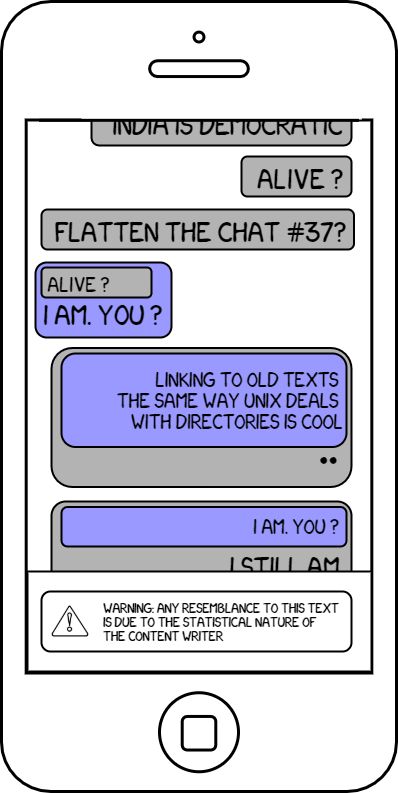 INDIA IS DEMOCRATIC
ALIVE ?
FLATTEN THE CHAT #37?
ALIVE ?
I AM. YOU ?
LINKING TO OLD TEXTS
THE SAME WAY UNIX DEALS
WITH DIRECTORIES IS COOL
••
I AM. YOU ?
I STILL AM
WARNING: ANY RESEMBLANCE TO THIS TEXT
IS DUE TO THE STATISTICAL NATURE OF
THE CONTENT WRITER